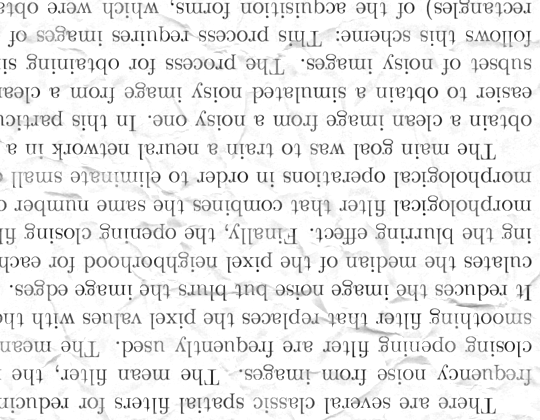 There are several classic spatial filters for reducin
frequency noise from images. The mean filter, the
closing opening filter are frequently used. The mean
smoothing filter that replaces the pixel values with the
It reduces the image noise but blurs the image edges.
culates the median of the pixel neighborhood for each
ing the blurring effect. Finally, the opening closing fil
morphological filter that combines the same number o
morphological operations in order to eliminate small
The main goal was to train a neural network in a
obtain a clean image from a noisy one. In this particu
easier to obtain a simulated noisy image from a clean
subset of noisy images. The process for obtaining si
follows this scheme: This process requires images of
rectangles) of the acquisition forms, which were obta